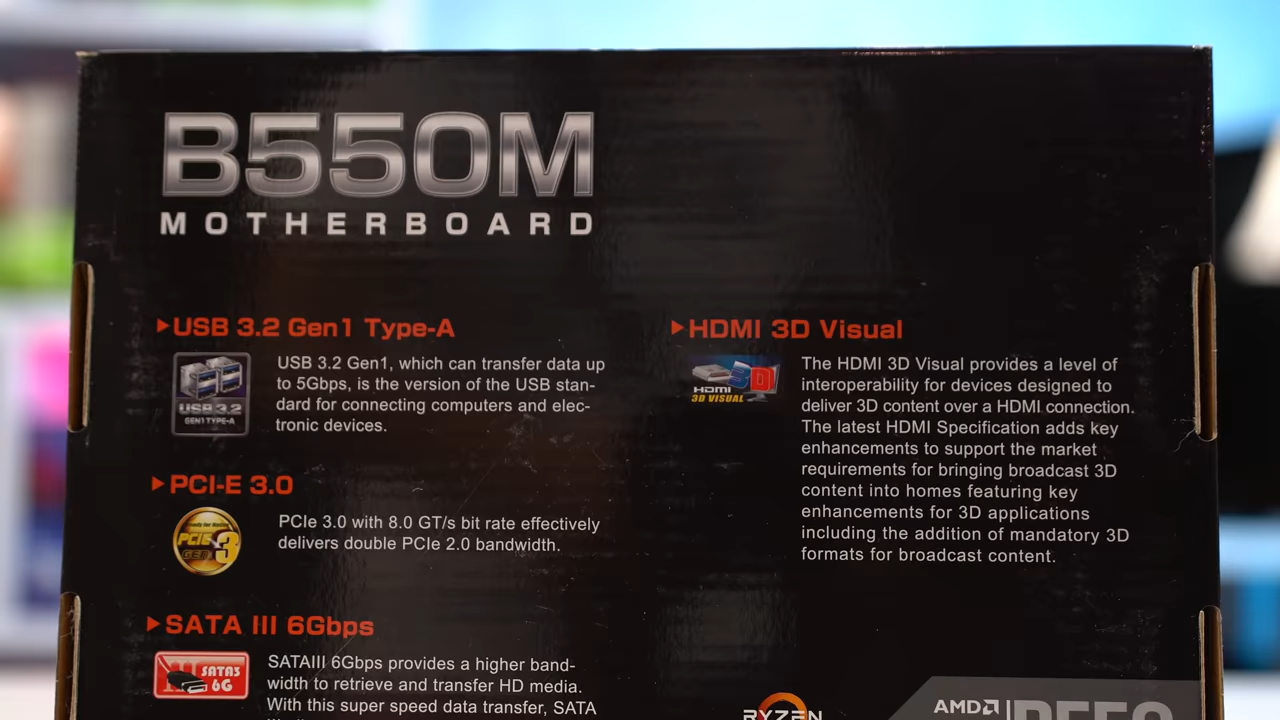 B550M
MOTHERBOARD
USB 3.2 Gen1 Type-A
USB 3.2
GEN1 TYPE-A
USB 3.2 Gen1, which can transfer data up
to 5Gbps, is the version of the USB stan-
dard for connecting computers and elec-
tronic devices.
PCI-E 3.0
PCIE
GEN 3
PCIe 3.0 with 8.0 GT/s bit rate effectively
delivers double PCIe 2.0 bandwidth.
SATA III 6Gbps
SATA3
6G
SATAIII 6Gbps provides a higher band-
width to retrieve and transfer HD media.
With this super speed data transfer, SATA
HDMI 3D Visual
3D
HDMI
3D VISUAL
The HDMI 3D Visual provides a level of
interoperability for devices designed to
deliver 3D content over a HDMI connection.
The latest HDMI Specification adds key
enhancements to support the market
requirements for bringing broadcast 3D
content into homes featuring key
enhancements for 3D applications
including the addition of mandatory 3D
formats for broadcast content.
RYZEN
AMD